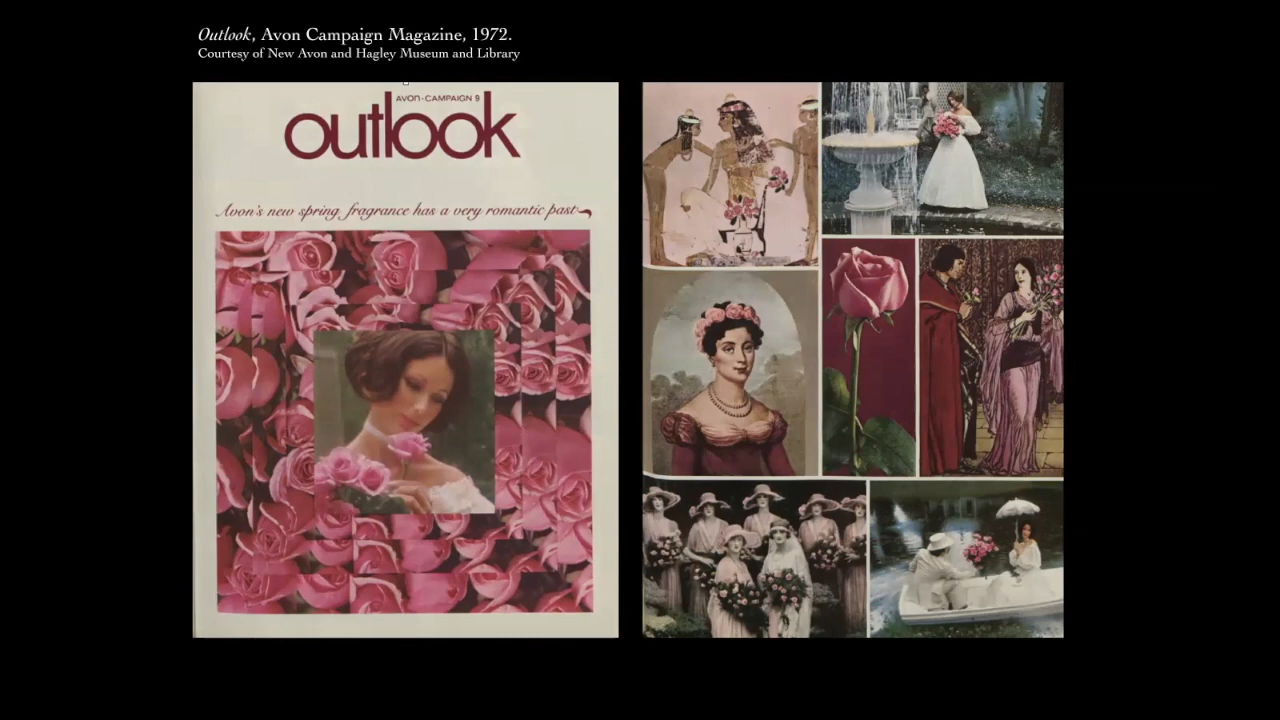 Outlook, Avon Campaign Magazine, 1972.
Courtesy of New Avon and Hagley Museum and Library
AVON · CAMPAIGN 9
outlook
Avon's new spring fragrance has a very romantic past